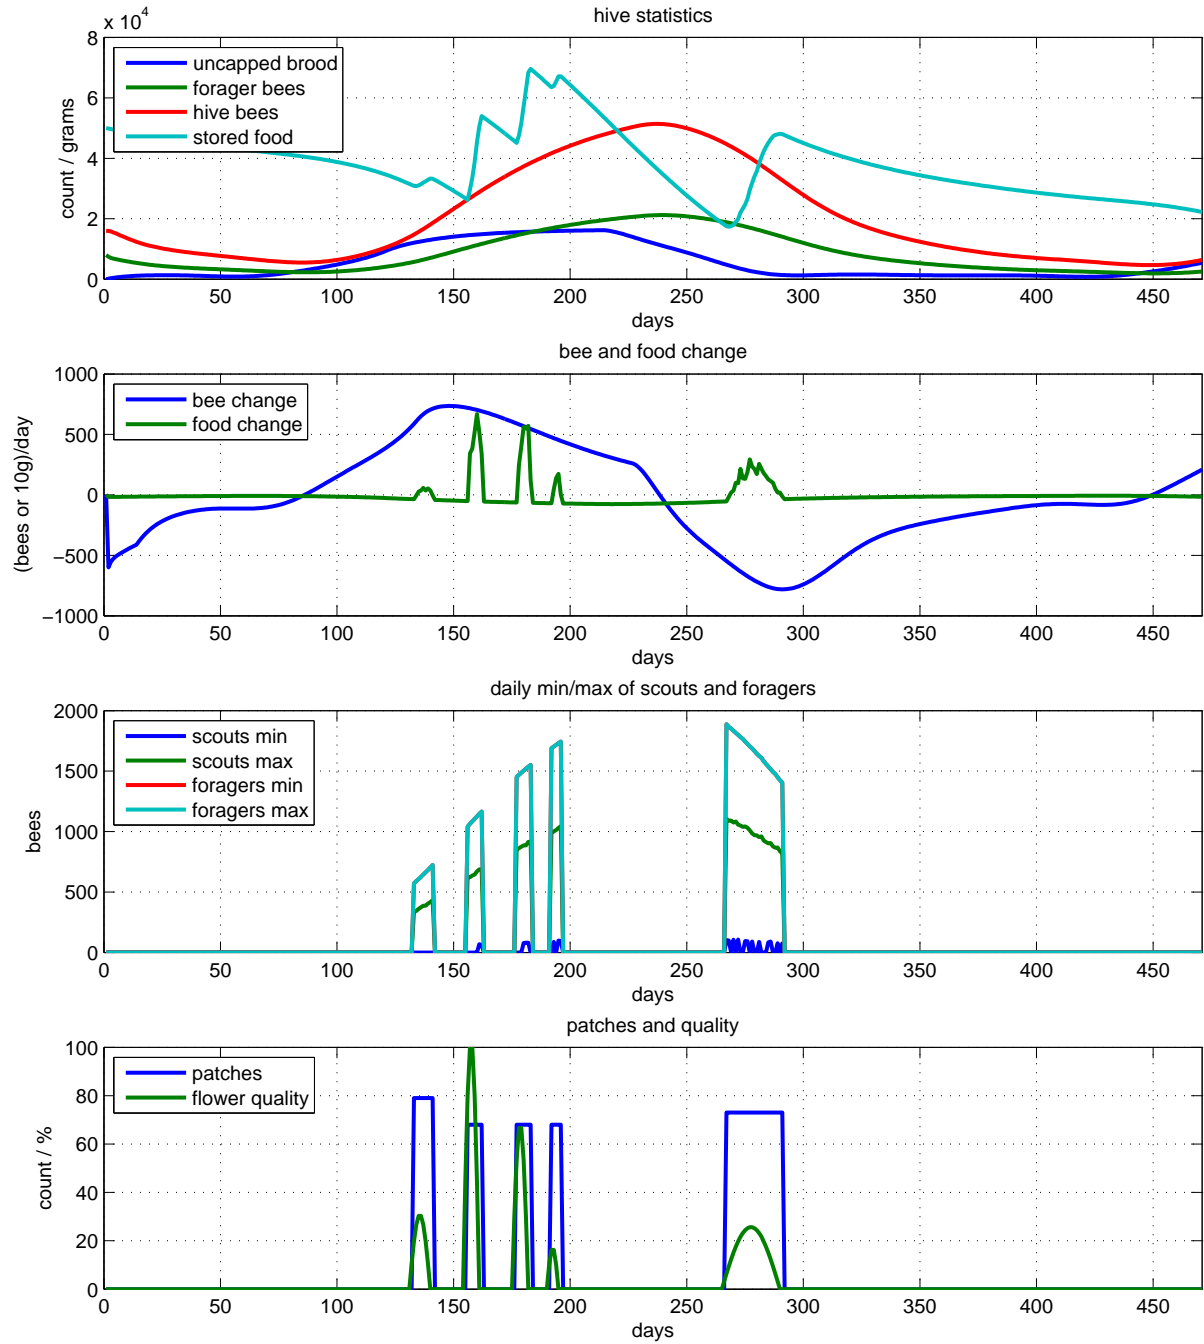 hive statistics
x 10^4
8
6
4
2
0
count / grams
uncapped brood
forager bees
hive bees
stored food
0 50 100 150 200 250 300 350 400 450
days
bee and food change
1000
500
0
−500
−1000
(bees or 10g)/day
bee change
food change
0 50 100 150 200 250 300 350 400 450
days
daily min/max of scouts and foragers
2000
1500
1000
500
0
bees
scouts min
scouts max
foragers min
foragers max
0 50 100 150 200 250 300 350 400 450
days
patches and quality
100
80
60
40
20
0
count / %
patches
flower quality
0 50 100 150 200 250 300 350 400 450
days